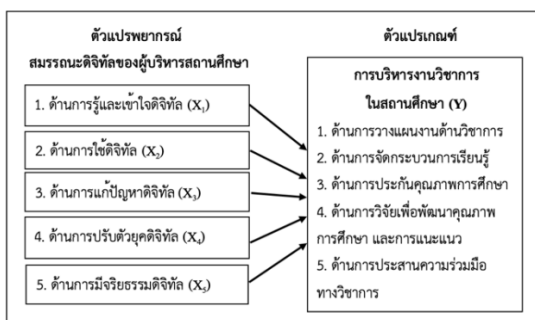 ตัวแปรพยากรณ์
สมรรถนะดิจิทัลของผู้บริหารสถานศึกษา
1. ด้านการรู้และเข้าใจดิจิทัล (X₁)
2. ด้านการใช้ดิจิทัล (X₂)
3. ด้านการแก้ปัญหาดิจิทัล (X₃)
4. ด้านการปรับตัวยุคดิจิทัล (X₄)
5. ด้านการมีจริยธรรมดิจิทัล (X₅)
ตัวแปรเกณฑ์
การบริหารงานวิชาการ
ในสถานศึกษา (Y)
1. ด้านการวางแผนงานด้านวิชาการ
2. ด้านการจัดกระบวนการเรียนรู้
3. ด้านการประกันคุณภาพการศึกษา
4. ด้านการวิจัยเพื่อพัฒนาคุณภาพ
การศึกษา และการแนะแนว
5. ด้านการประสานความร่วมมือ
ทางวิชาการ